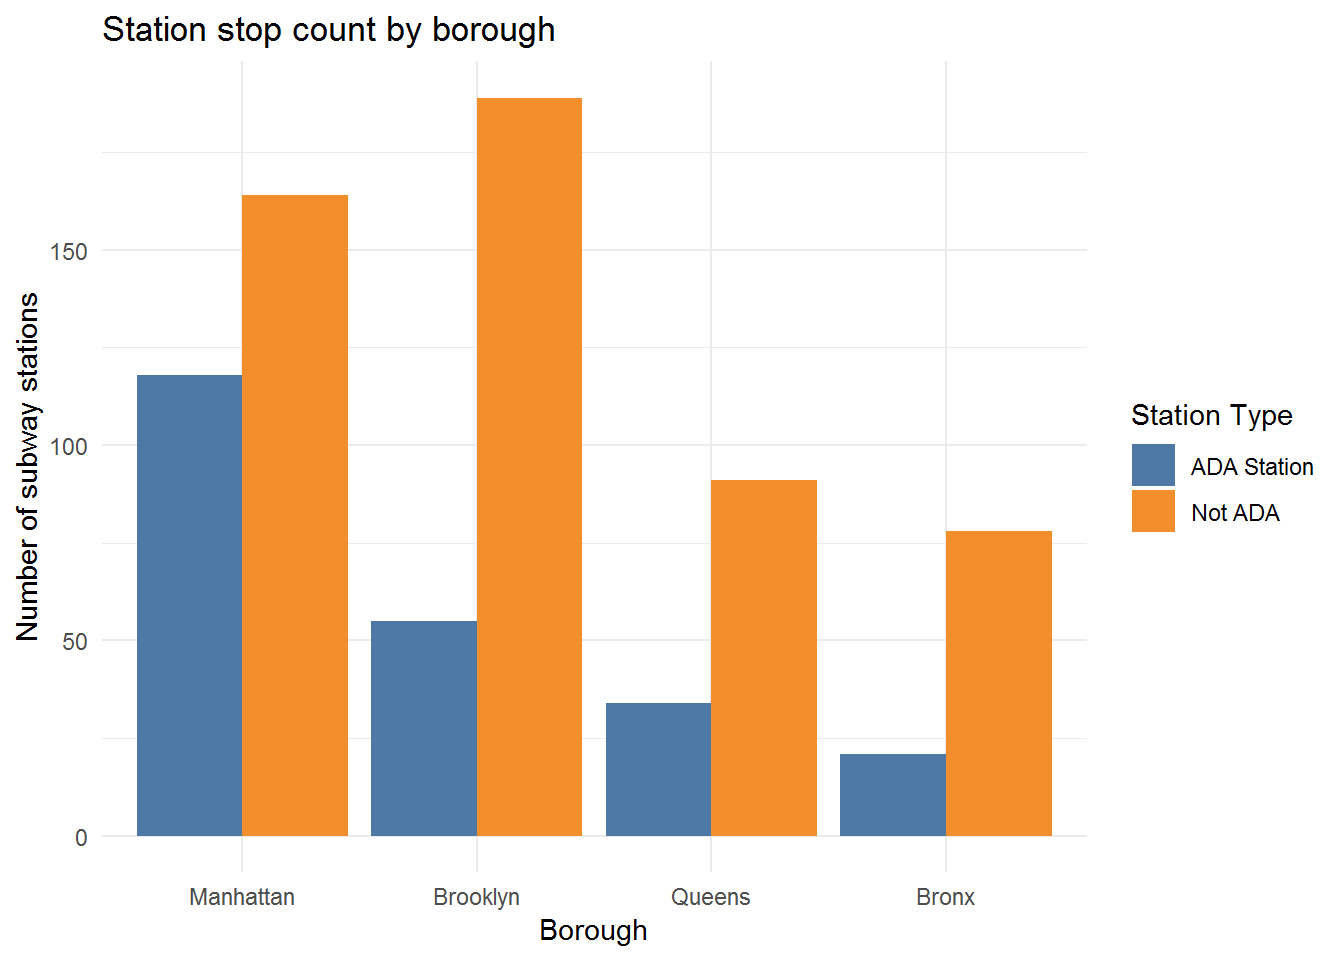 Station stop count by borough
Number of subway stations
150
100
50
0
Manhattan Brooklyn Queens Bronx
Borough
Station Type
ADA Station
Not ADA